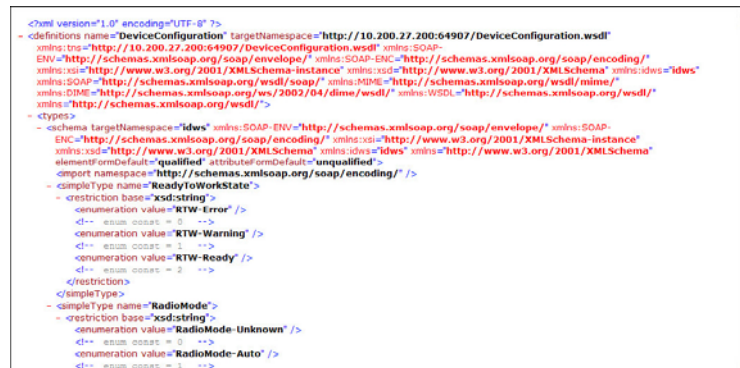 <?xml version="1.0" encoding="UTF-8" ?>
- <definitions name="DeviceConfiguration" targetNamespace="http://10.200.27.200:64907/DeviceConfiguration.wsdl"
xmlns:tns="http://10.200.27.200:64907/DeviceConfiguration.wsdl" xmlns:SOAP-
ENV="http://schemas.xmlsoap.org/soap/envelope/" xmlns:SOAP-ENC="http://schemas.xmlsoap.org/soap/encoding/"
xmlns:xsi="http://www.w3.org/2001/XMLSchema-instance" xmlns:xsd="http://www.w3.org/2001/XMLSchema" xmlns:idws="idws"
xmlns:SOAP="http://schemas.xmlsoap.org/wsdl/soap/" xmlns:MIME="http://schemas.xmlsoap.org/wsdl/mime/"
xmlns:DIME="http://schemas.xmlsoap.org/ws/2002/04/dime/wsdl/" xmlns:WSDL="http://schemas.xmlsoap.org/wsdl/"
xmlns="http://schemas.xmlsoap.org/wsdl/">
- <types>
- <schema targetNamespace="idws" xmlns:SOAP-ENV="http://schemas.xmlsoap.org/soap/envelope/" xmlns:SOAP-
ENC="http://schemas.xmlsoap.org/soap/encoding/" xmlns:xsi="http://www.w3.org/2001/XMLSchema-instance"
xmlns:xsd="http://www.w3.org/2001/XMLSchema" xmlns:idws="idws" xmlns="http://www.w3.org/2001/XMLSchema"
elementFormDefault="qualified" attributeFormDefault="unqualified">
<import namespace="http://schemas.xmlsoap.org/soap/encoding/" />
- <simpleType name="ReadyToWorkState">
- <restriction base="xsd:string">
<enumeration value="RTW-Error" />
<!-- enum const = 0 -->
<enumeration value="RTW-Warning" />
<!-- enum const = 1 -->
<enumeration value="RTW-Ready" />
<!-- enum const = 2 -->
</restriction>
</simpleType>
- <simpleType name="RadioMode">
- <restriction base="xsd:string">
<enumeration value="RadioMode-Unknown" />
<!-- enum const = 0 -->
<enumeration value="RadioMode-Auto" />
<!-- enum const = 1 -->